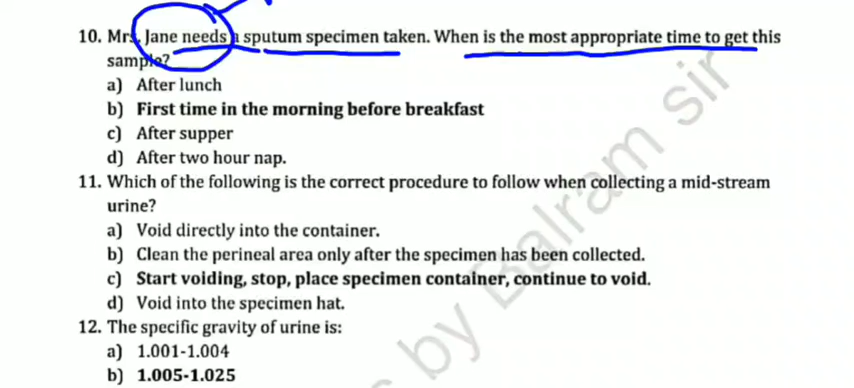 10. Mrs. Jane needs a sputum specimen taken. When is the most appropriate time to get this
sample?
a) After lunch
b) First time in the morning before breakfast
c) After supper
d) After two hour nap.
11. Which of the following is the correct procedure to follow when collecting a mid-stream
urine?
a) Void directly into the container.
b) Clean the perineal area only after the specimen has been collected.
c) Start voiding, stop, place specimen container, continue to void.
d) Void into the specimen hat.
12. The specific gravity of urine is:
a) 1.001-1.004
b) 1.005-1.025
by Balram sir